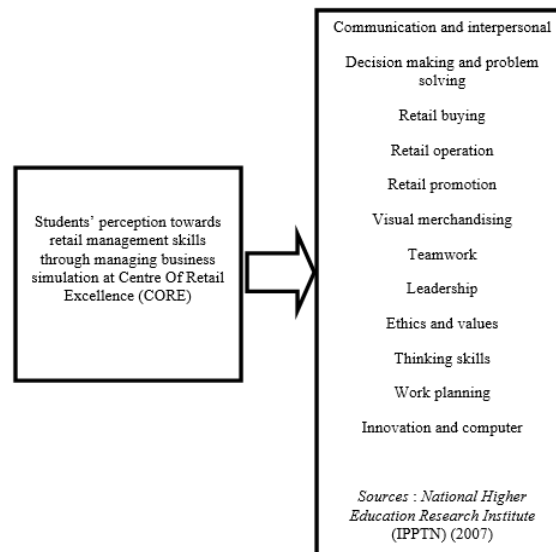 Students’ perception towards
retail management skills
through managing business
simulation at Centre Of Retail
Excellence (CORE)
Communication and interpersonal
Decision making and problem
solving
Retail buying
Retail operation
Retail promotion
Visual merchandising
Teamwork
Leadership
Ethics and values
Thinking skills
Work planning
Innovation and computer
Sources : National Higher
Education Research Institute
(IPPTN) (2007)